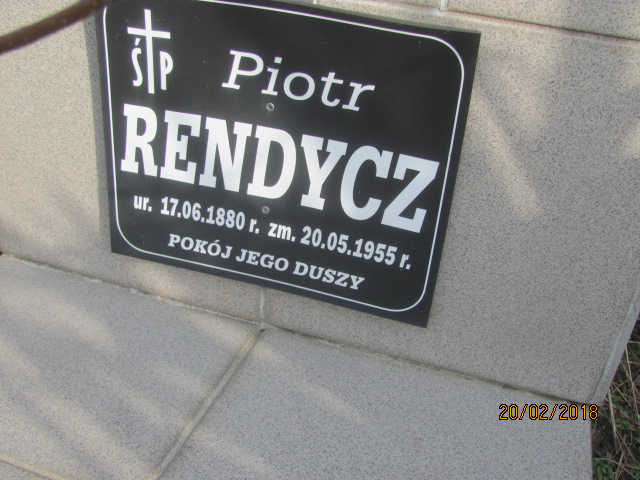 ŚP
Piotr
RENDYCZ
ur. 17.06.1880 r. zm. 20.05.1955 r.
POKÓJ JEGO DUSZY
20/02/2018